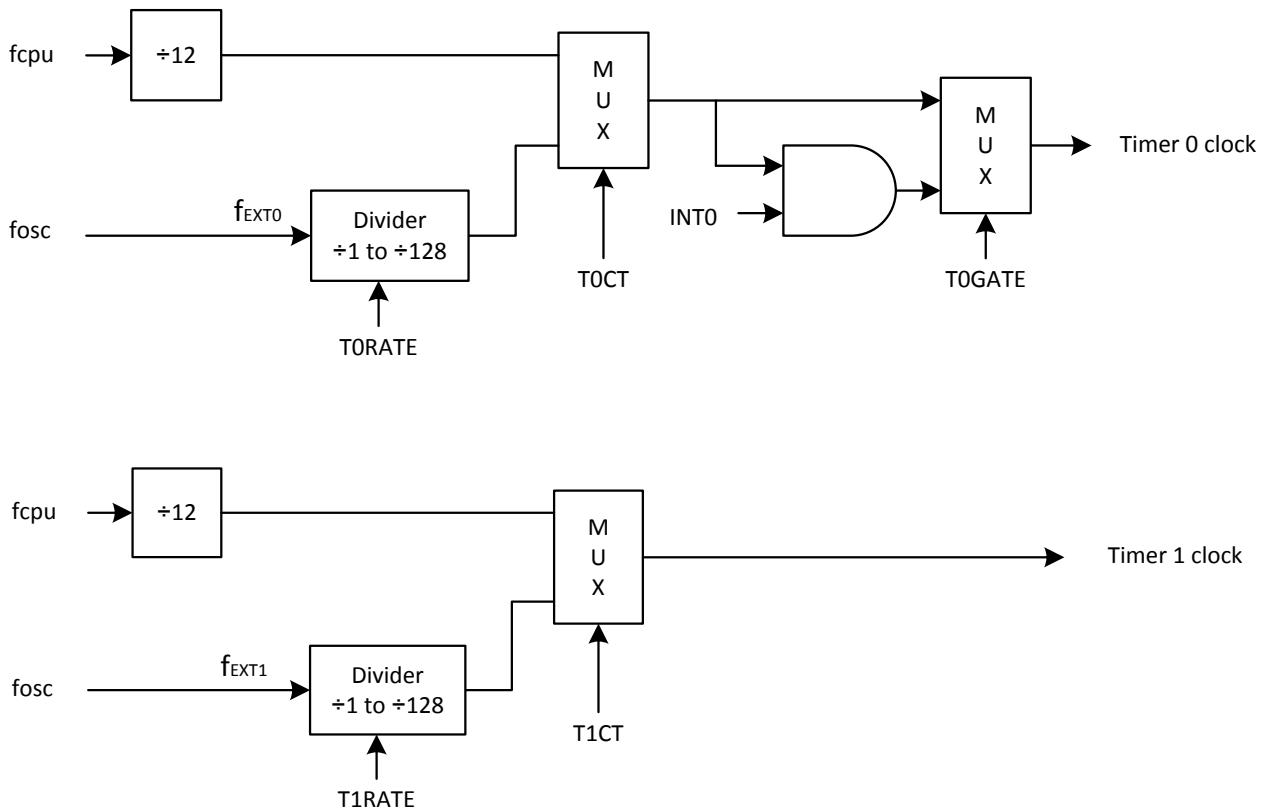 fcpu
÷12
M
U
X
M
U
X
Timer 0 clock
fosc
fEXT0
Divider
÷1 to ÷128
INT0
T0CT
T0GATE
T0RATE
fcpu
÷12
M
U
X
Timer 1 clock
fosc
fEXT1
Divider
÷1 to ÷128
T1CT
T1RATE